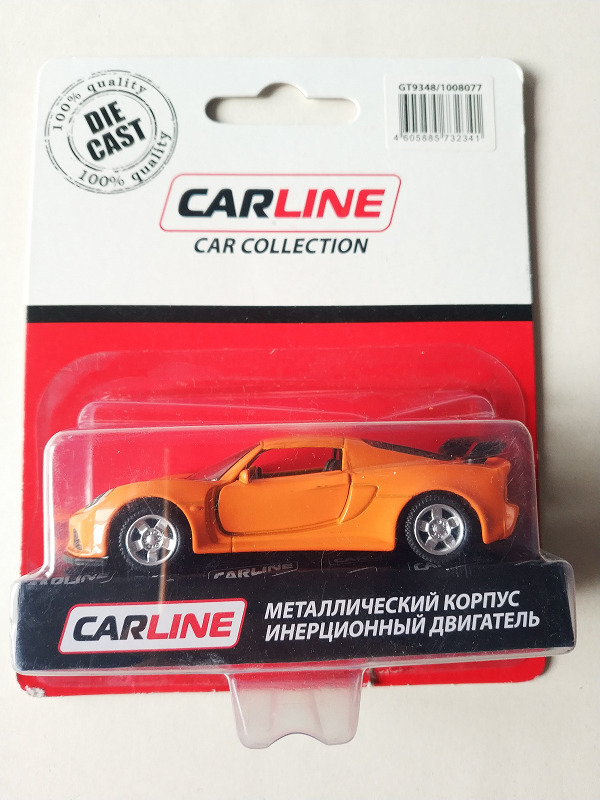 100% quality
DIE
CAST
100% quality
GT9348/1008077
4 605885 732341
CARLINE
CAR COLLECTION
CARLINE
CARLINE
CARLINE
МЕТАЛЛИЧЕСКИЙ КОРПУС
ИНЕРЦИОННЫЙ ДВИГАТЕЛЬ